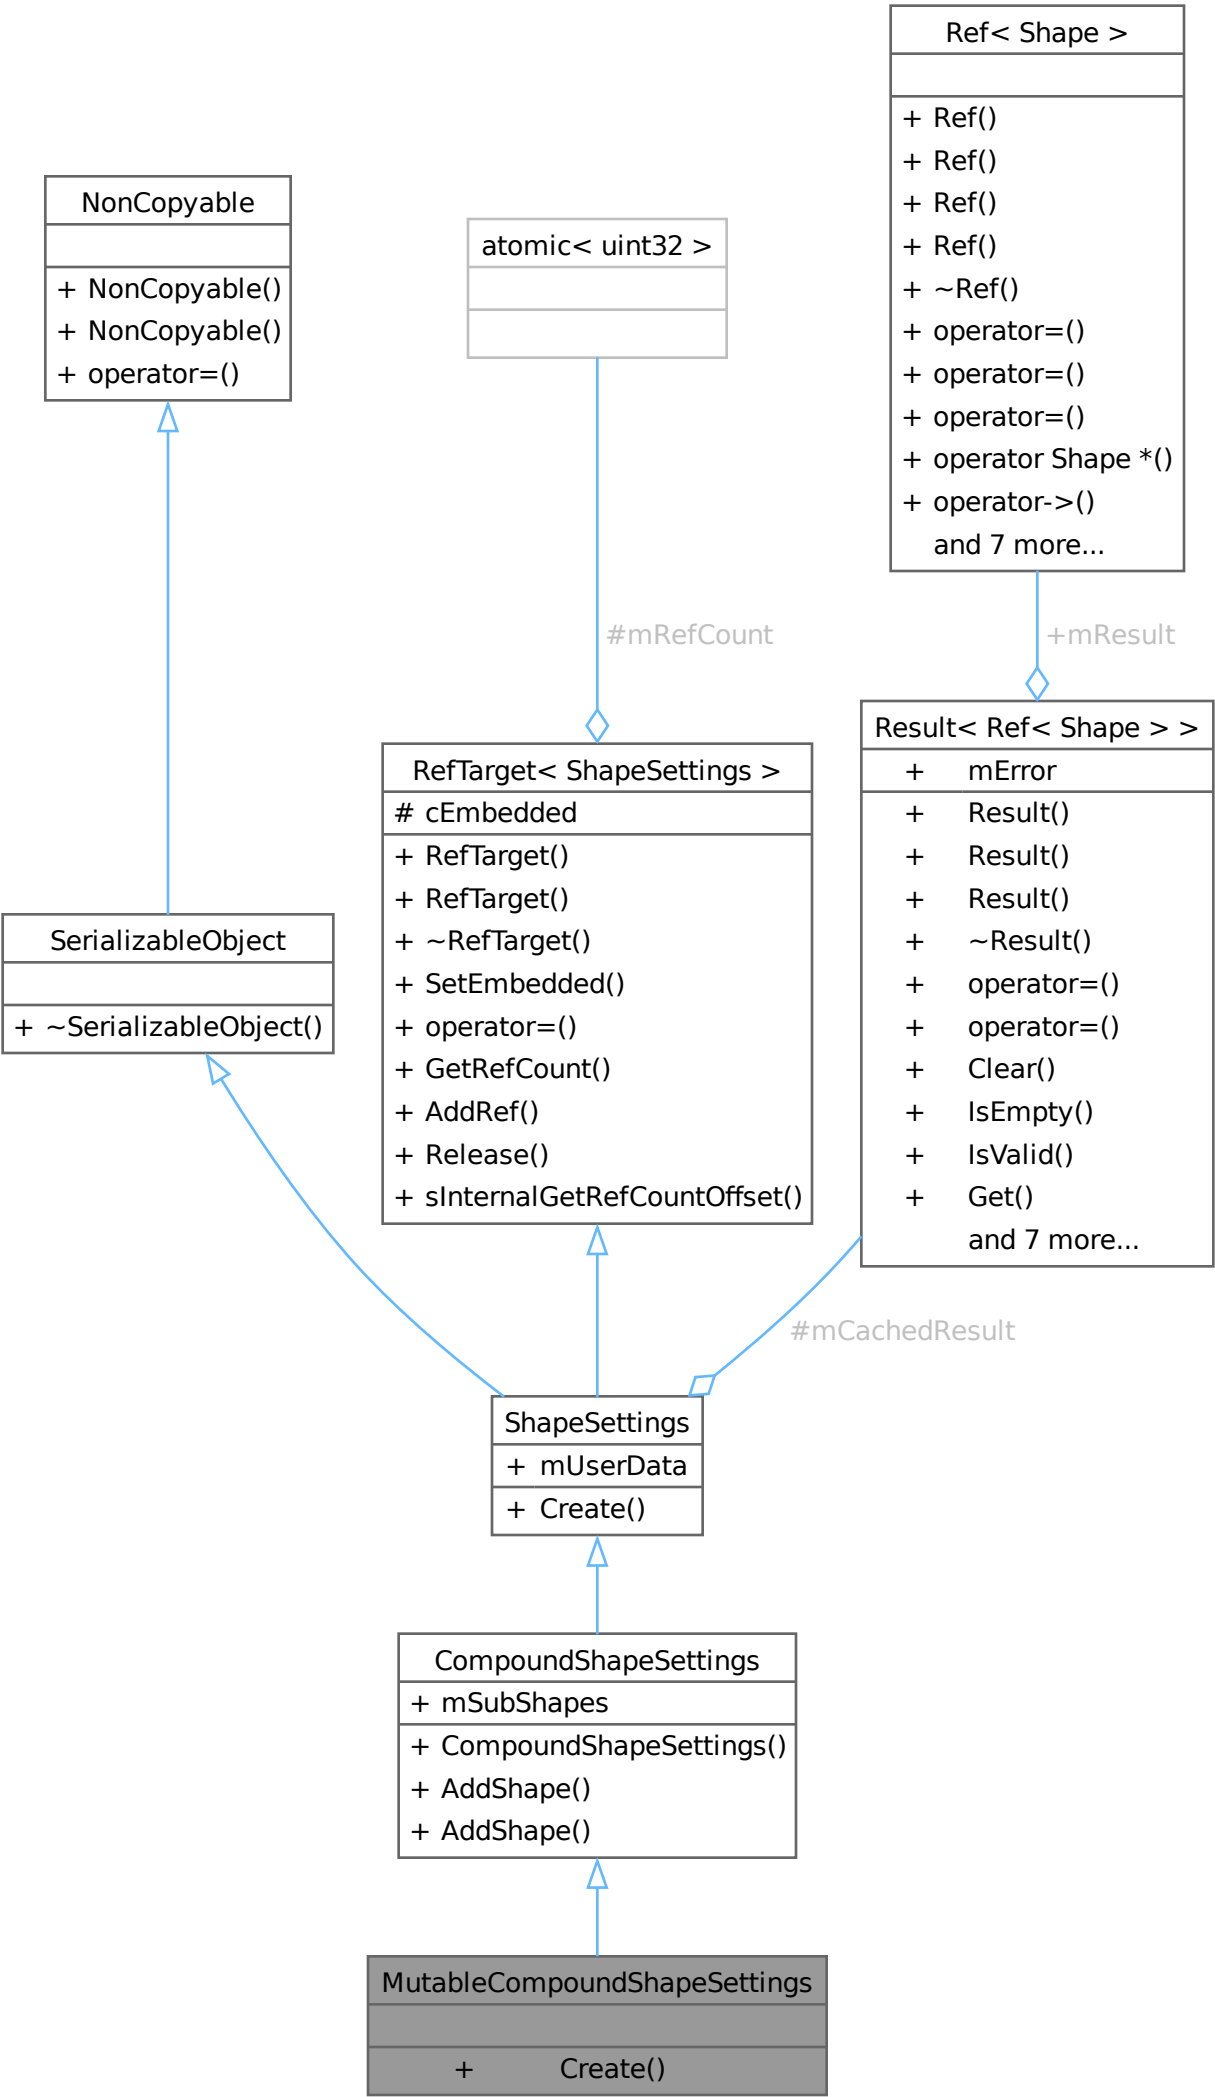 Ref< Shape >
+ Ref()
+ Ref()
+ Ref()
+ Ref()
+ ~Ref()
+ operator=()
+ operator=()
+ operator=()
+ operator Shape *()
+ operator->()
and 7 more...
NonCopyable
+ NonCopyable()
+ NonCopyable()
+ operator=()
atomic< uint32 >
#mRefCount
+mResult
RefTarget< ShapeSettings >
# cEmbedded
+ RefTarget()
+ RefTarget()
+ ~RefTarget()
+ SetEmbedded()
+ operator=()
+ GetRefCount()
+ AddRef()
+ Release()
+ sInternalGetRefCountOffset()
Result< Ref< Shape > >
+ mError
+ Result()
+ Result()
+ Result()
+ ~Result()
+ operator=()
+ operator=()
+ Clear()
+ IsEmpty()
+ IsValid()
+ Get()
and 7 more...
SerializableObject
+ ~SerializableObject()
#mCachedResult
ShapeSettings
+ mUserData
+ Create()
CompoundShapeSettings
+ mSubShapes
+ CompoundShapeSettings()
+ AddShape()
+ AddShape()
MutableCompoundShapeSettings
+ Create()